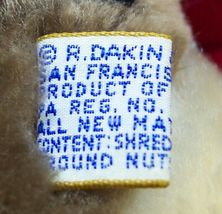 © R. DAKIN
SAN FRANCIS
PRODUCT OF
PA REG. NO
ALL NEW MAT
CONTENT: SHRED
GROUND NUT